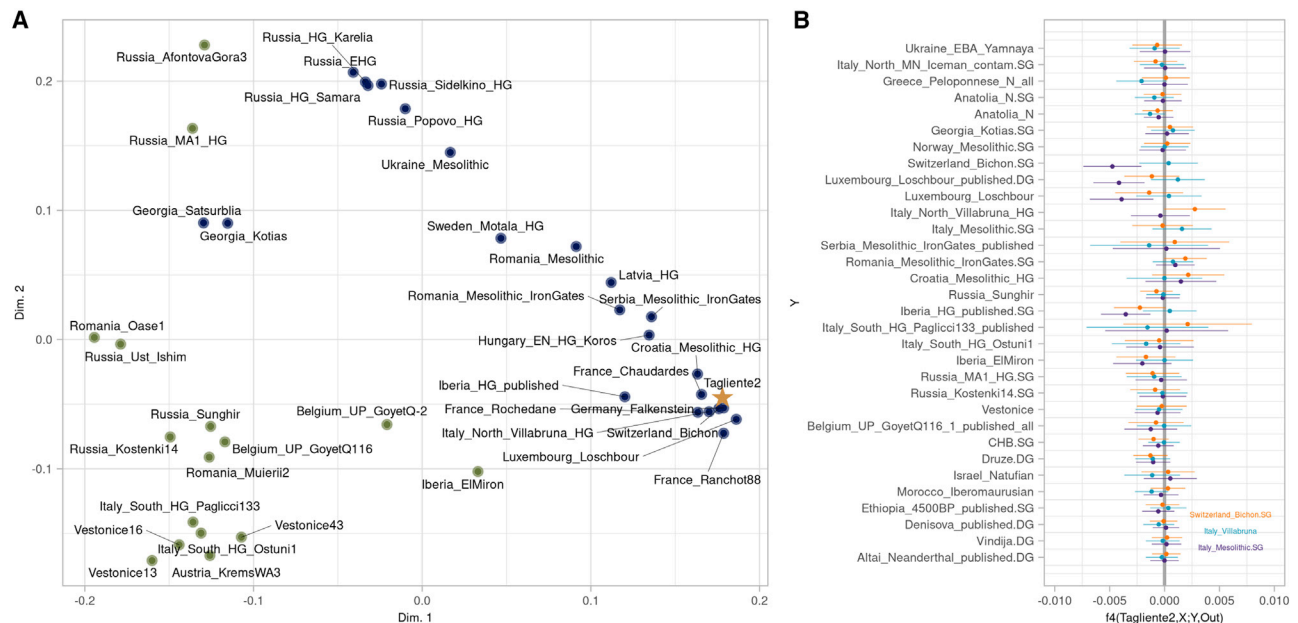 A
Russia_AfontovaGora3
Russia_HG_Karelia
Russia_EHG
Russia_HG_Samara
Russia_Sidelkino_HG
Russia_Popovo_HG
Russia_MA1_HG
Ukraine_Mesolithic
Georgia_Satsurblia
Georgia_Kotias
Sweden_Motala_HG
Romania_Mesolithic
Latvia_HG
Romania_Mesolithic_IronGates
Serbia_Mesolithic_IronGates
Hungary_EN_HG_Koros
Croatia_Mesolithic_HG
Romania_Oase1
Russia_Ust_Ishim
France_Chaudardes
Tagliente2
Iberia_HG_published
France_Rochedane
Germany_Falkenstein
Italy_North_Villabruna_HG
Switzerland_Bichon
Luxembourg_Loschbour
France_Ranchot88
Russia_Sunghir
Belgium_UP_GoyetQ-2
Russia_Kostenki14
Belgium_UP_GoyetQ116
Romania_Muierii2
Iberia_ElMiron
Italy_South_HG_Paglicci133
Vestonice16
Vestonice43
Italy_South_HG_Ostuni1
Vestonice13
Austria_KremsWA3
0.2
0.1
0.0
-0.1
Dim. 2
-0.2
-0.1
0.0
0.1
0.2
Dim. 1
B
Y
Ukraine_EBA_Yamnaya
Italy_North_MN_Iceman_contam.SG
Greece_Peloponnese_N_all
Anatolia_N.SG
Anatolia_N
Georgia_Kotias.SG
Norway_Mesolithic.SG
Switzerland_Bichon.SG
Luxembourg_Loschbour_published.DG
Luxembourg_Loschbour
Italy_North_Villabruna_HG
Italy_Mesolithic.SG
Serbia_Mesolithic_IronGates_published
Romania_Mesolithic_IronGates.SG
Croatia_Mesolithic_HG
Russia_Sunghir
Iberia_HG_published.SG
Italy_South_HG_Paglicci133_published
Italy_South_HG_Ostuni1
Iberia_ElMiron
Russia_MA1_HG.SG
Russia_Kostenki14.SG
Vestonice
Belgium_UP_GoyetQ116_1_published_all
CHB.SG
Druze.DG
Israel_Natufian
Morocco_Iberomaurusian
Ethiopia_4500BP_published.SG
Denisova_published.DG
Vindija.DG
Altai_Neanderthal_published.DG
Switzerland_Bichon.SG
Italy_Villabruna
Italy_Mesolithic.SG
-0.010
-0.005
0.000
0.005
0.010
f4(Tagliente2,X;Y,Out)